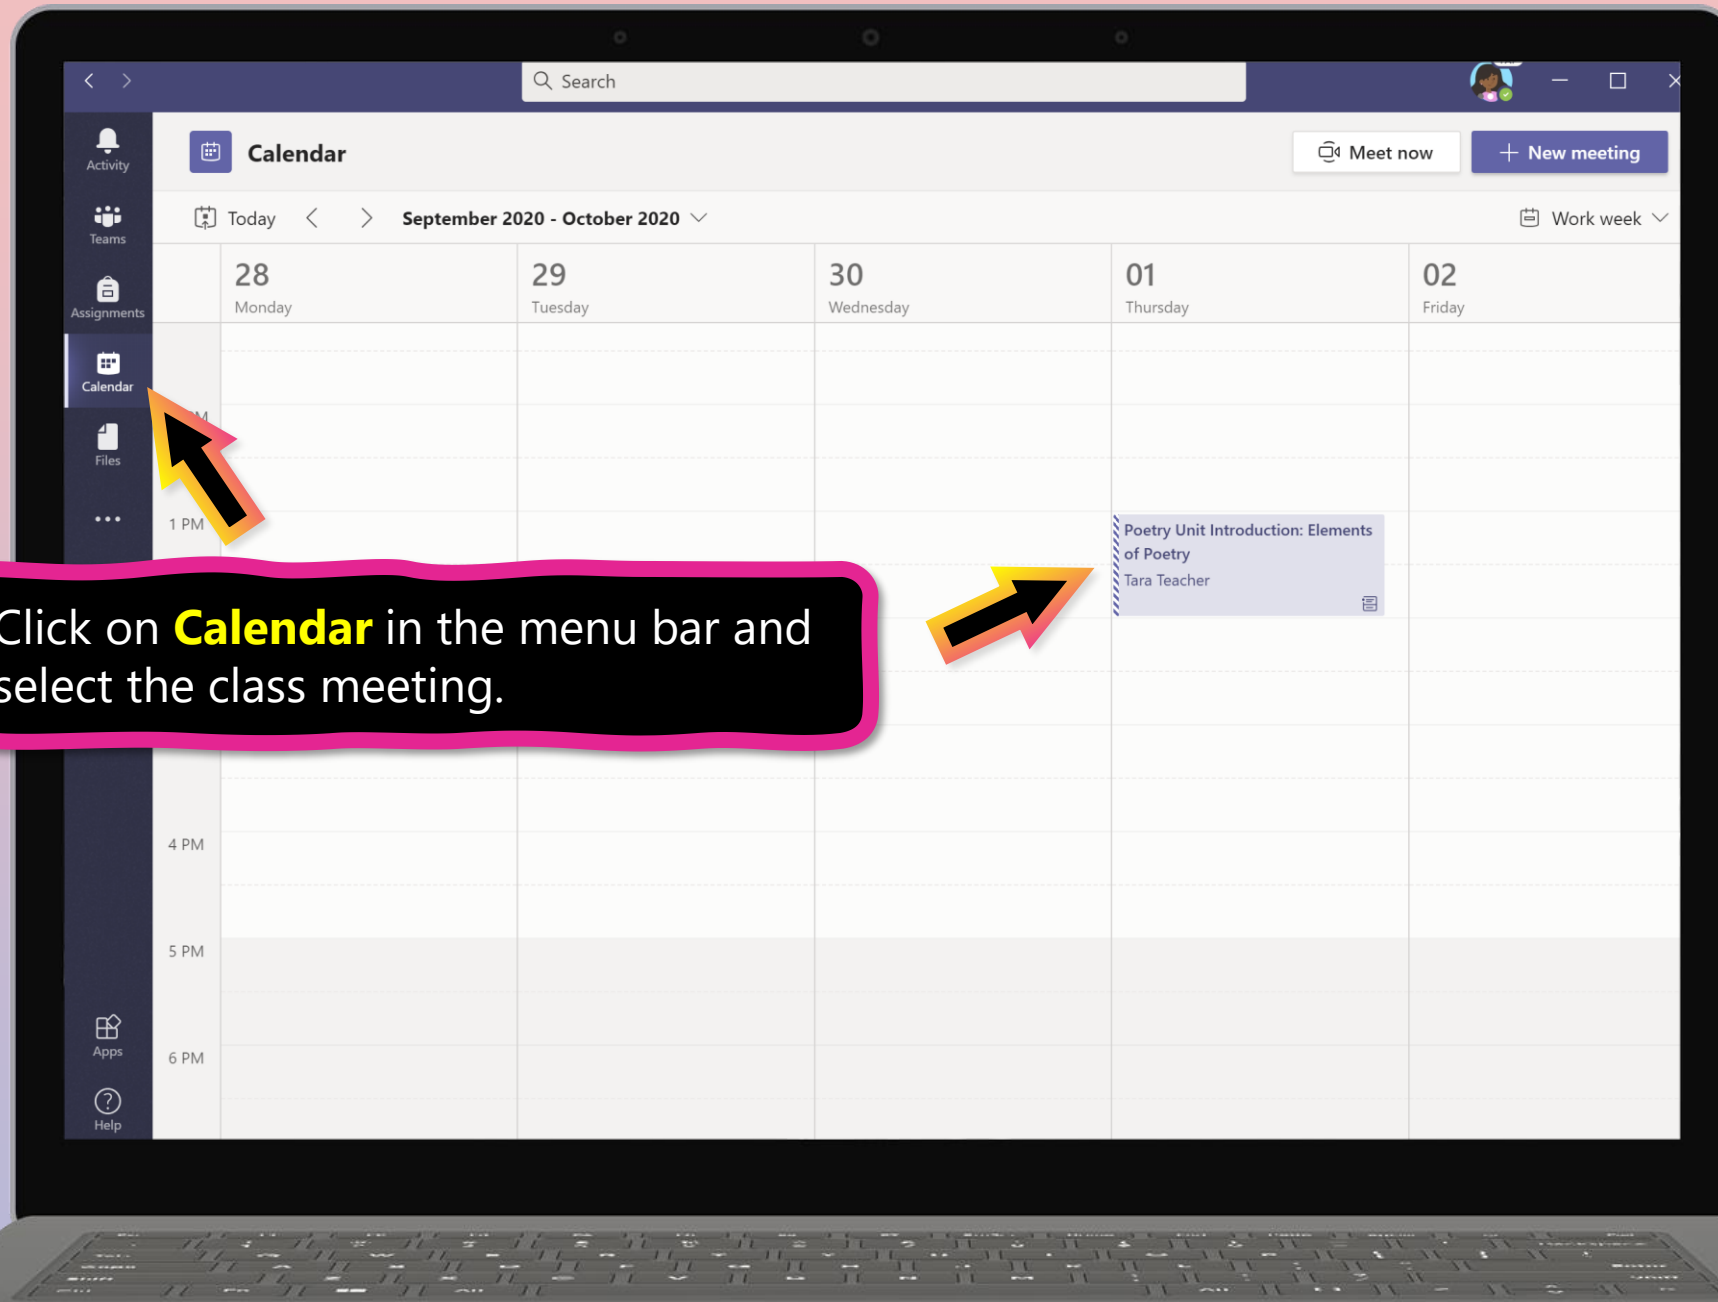 Search
Activity
Calendar
Meet now
New meeting
Teams
Today
September 2020 - October 2020
Work week
Assignments
28
29
30
01
02
Monday
Tuesday
Wednesday
Thursday
Friday
Calendar
Files
1 PM
Poetry Unit Introduction: Elements
of Poetry
Tara Teacher
Click on Calendar in the menu bar and
select the class meeting.
4 PM
5 PM
6 PM
Apps
Help